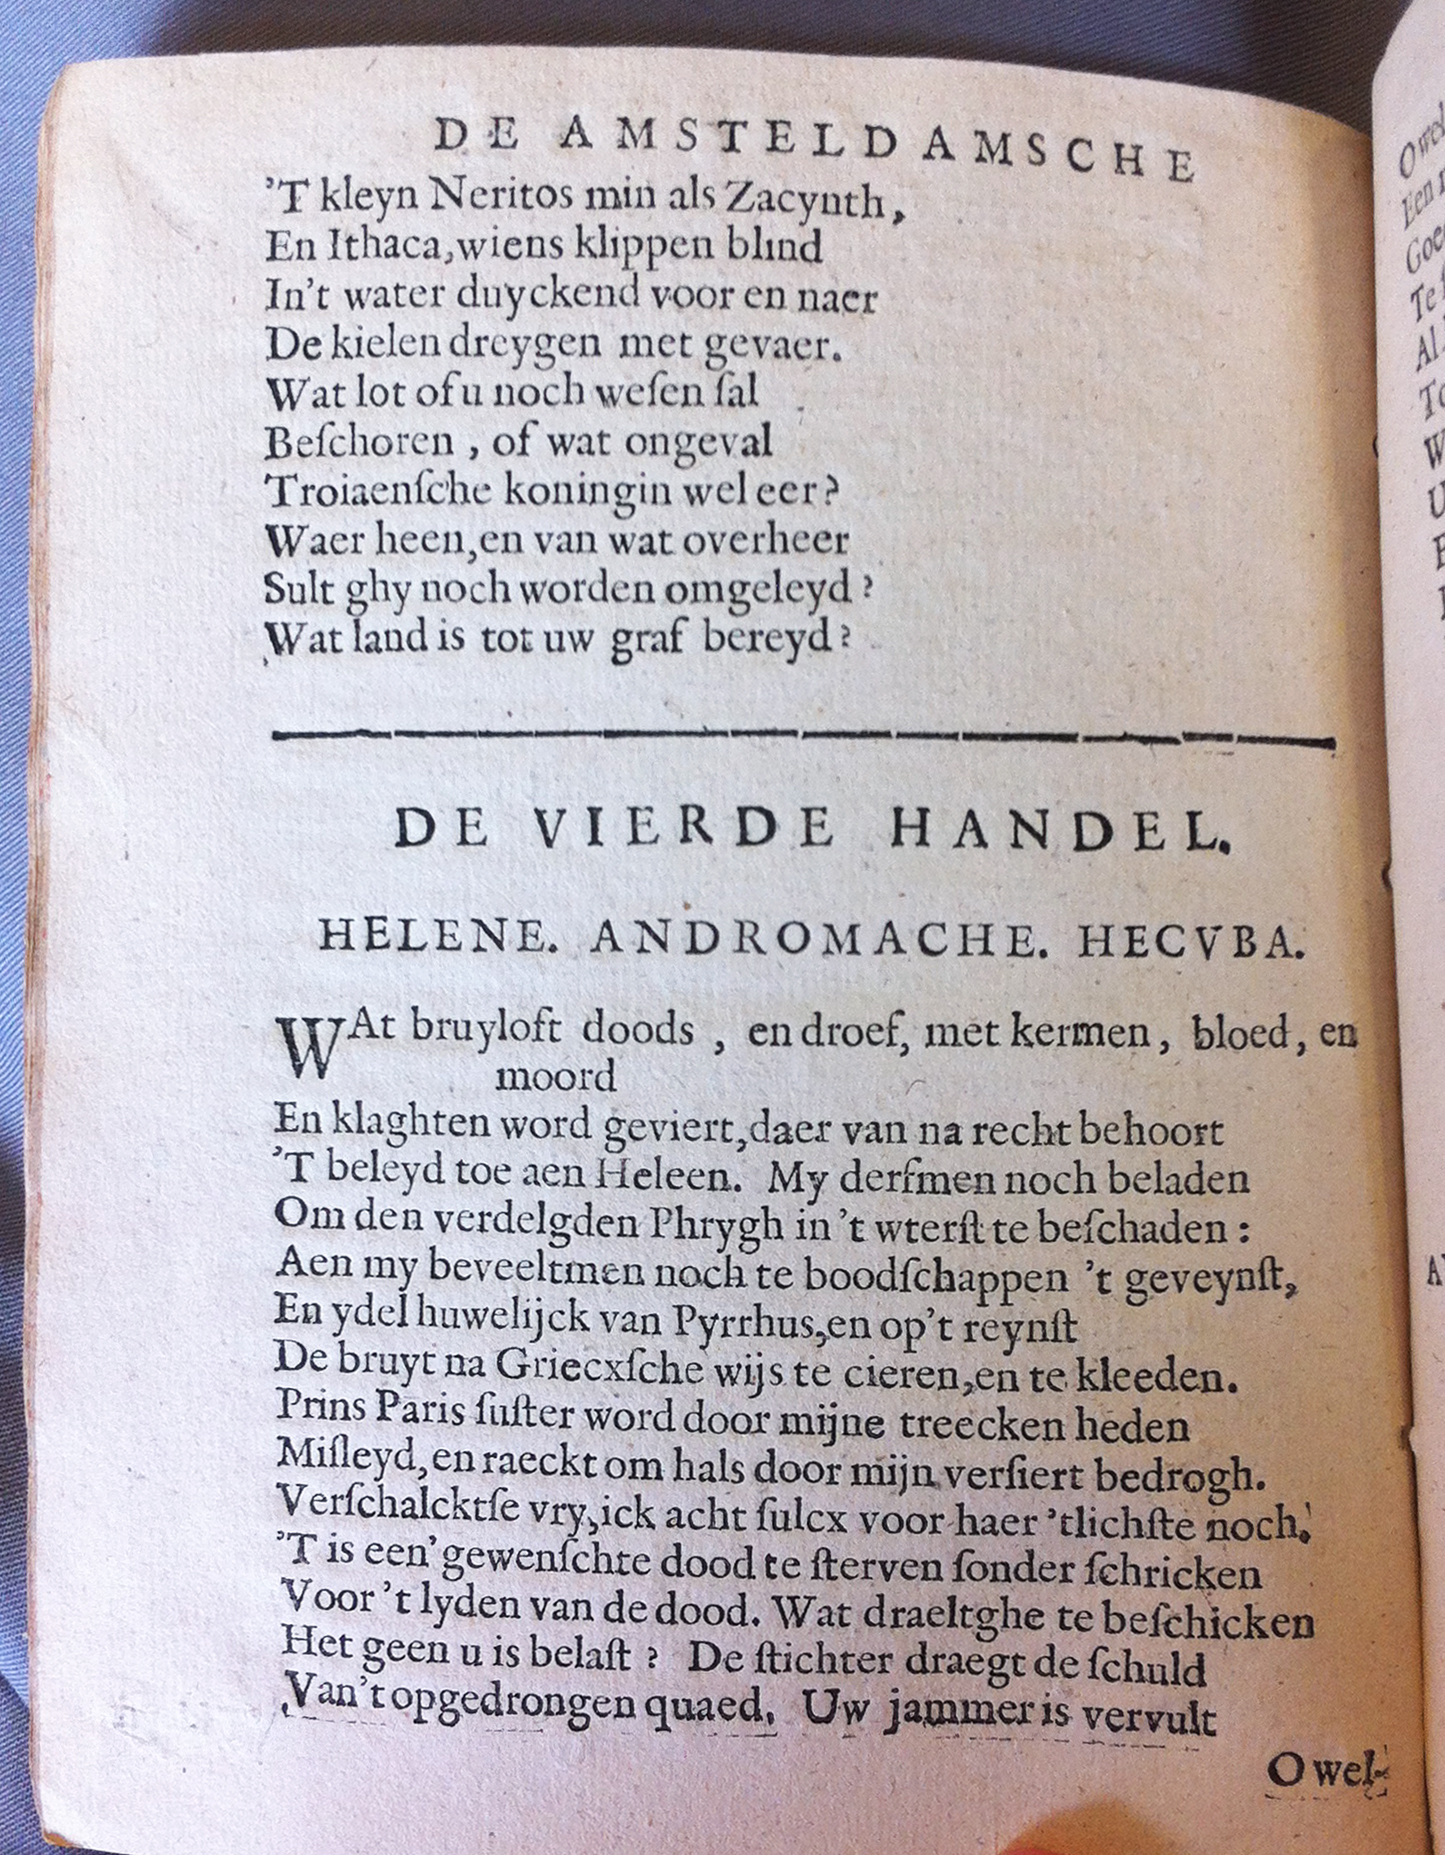 DE AMSTELDAMSCHE
'T kleyn Neritos min als Zacynth,
En Ithaca, wiens klippen blind
In't water duyckend voor en naer
De kielen dreygen met gevaer.
Wat lot of u noch weſen ſal
Beſchoren , of wat ongeval
Troiaenſche koningin wel eer?
Waer heen, en van wat overheer
Sult ghy noch worden omgeleyd ?
Wat land is tot uw graf bereyd ?
DE VIERDE HANDEL.
HELENE. ANDROMACHE. HECVBA.
WAt bruyloft doods , en droef, met kermen, bloed, en
moord
En klaghten word geviert, daer van na recht behoort
'T beleyd toe aen Heleen. My derfmen noch beladen
Om den verdelgden Phrygh in 't wterſt te beſchaden :
Aen my beveeltmen noch te boodſchappen 't geveynſt,
En ydel huwelijck van Pyrrhus, en op't reynſt
De bruyt na Griecxſche wijs te cieren, en te kleeden.
Prins Paris ſuſter word door mijne treecken heden
Miſleyd, en raeckt om hals door mijn verſiert bedrogh.
Verſchalcktſe vry, ick acht ſulcx voor haer 'tlichſte noch.
'T is een' gewenſchte dood te ſterven ſonder ſchricken
Voor 't lyden van de dood. Wat draeltghe te beſchicken
Het geen u is belaſt ? De ſtichter draegt de ſchuld
Van't opgedrongen quaed. Uw jammer is vervult
O wel-
O wel
Een
Goe
Te
Al
To
W
U
E
A